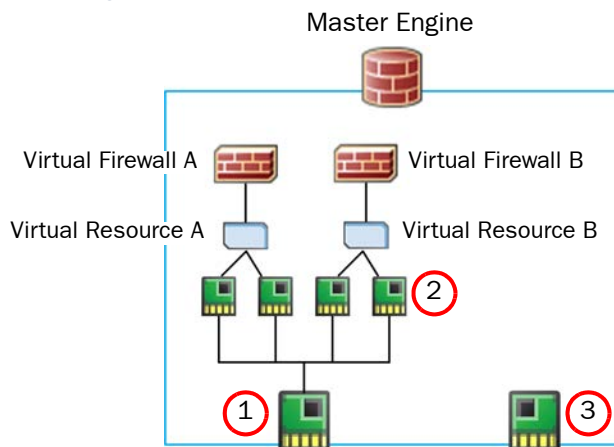 Master Engine
Virtual Firewall A
Virtual Firewall B
Virtual Resource A
Virtual Resource B
2
1
3